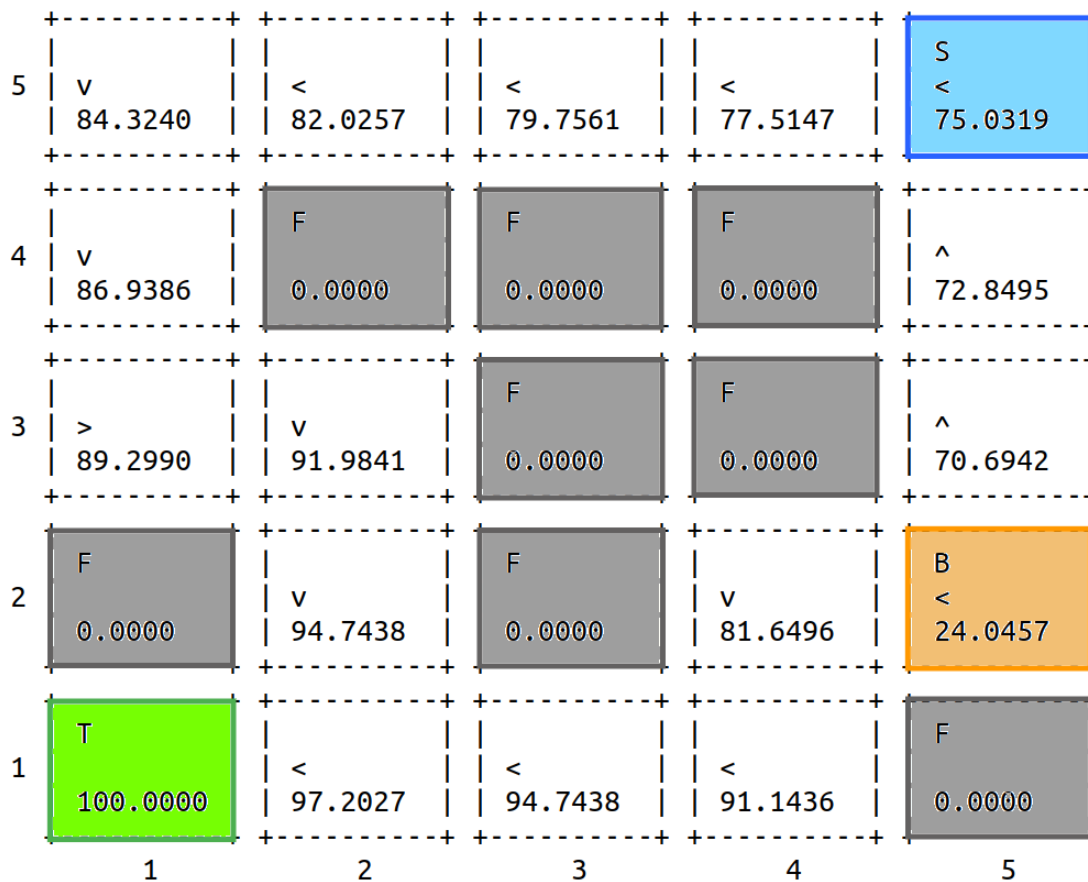 +----------+ +----------+ +----------+ +----------+ S
5 v < < < <
84.3240 82.0257 79.7561 77.5147 75.0319
F F F
4 v ^
86.9386 0.0000 0.0000 0.0000 72.8495
F F
3 > v ^
89.2990 91.9841 0.0000 0.0000 70.6942
F F B
2 v v <
0.0000 94.7438 0.0000 81.6496 24.0457
T F
1 < < <
100.0000 97.2027 94.7438 91.1436 0.0000
1 2 3 4 5